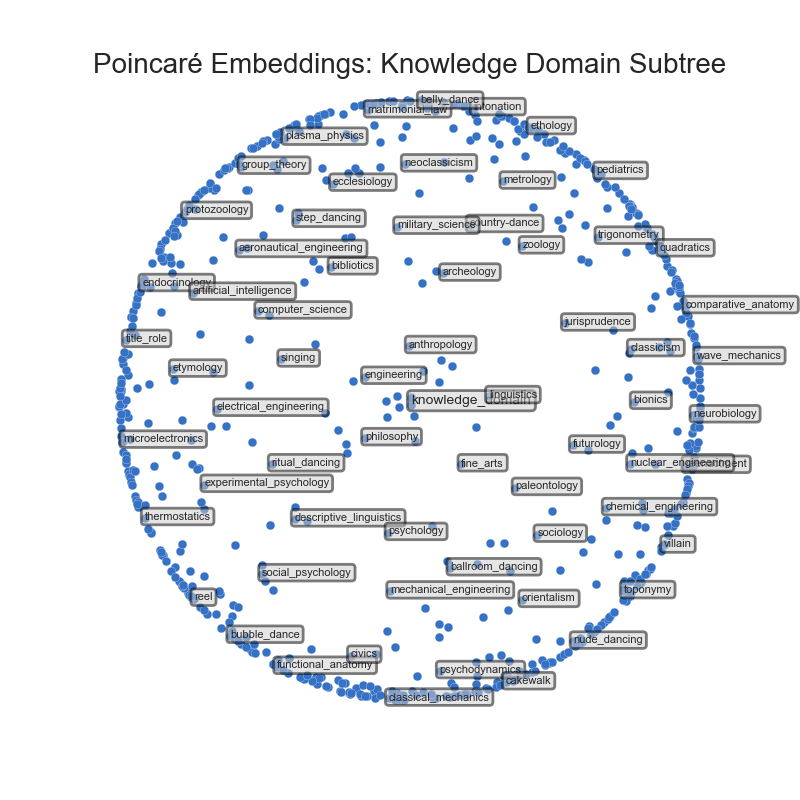 Poincaré Embeddings: Knowledge Domain Subtree
belly_dance
matrimonial_law
intonation
ethology
plasma_physics
group_theory
neoclassicism
pediatrics
ecclesiology
metrology
protozoology
step_dancing
military_science
country-dance
trigonometry
aeronautical_engineering
zoology
quadratics
bibliotics
archeology
endocrinology
artificial_intelligence
computer_science
comparative_anatomy
jurisprudence
title_role
anthropology
classicism
wave_mechanics
singing
etymology
engineering
linguistics
knowledge_domain
bionics
electrical_engineering
neurobiology
microelectronics
philosophy
futurology
ritual_dancing
fine_arts
nuclear_engineering
experimental_psychology
paleontology
chemical_engineering
thermostatics
descriptive_linguistics
psychology
sociology
villain
ballroom_dancing
social_psychology
mechanical_engineering
toponymy
reel
orientalism
bubble_dance
nude_dancing
civics
functional_anatomy
psychodynamics
cakewalk
classical_mechanics